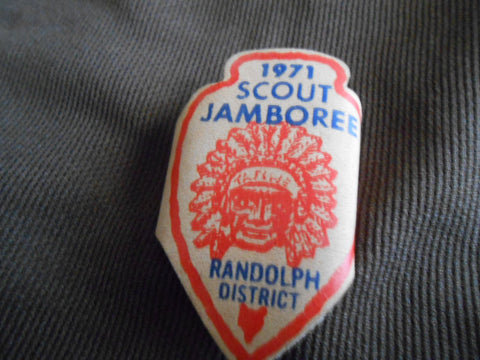 1971
SCOUT
JAMBOREE
RANDOLPH
DISTRICT